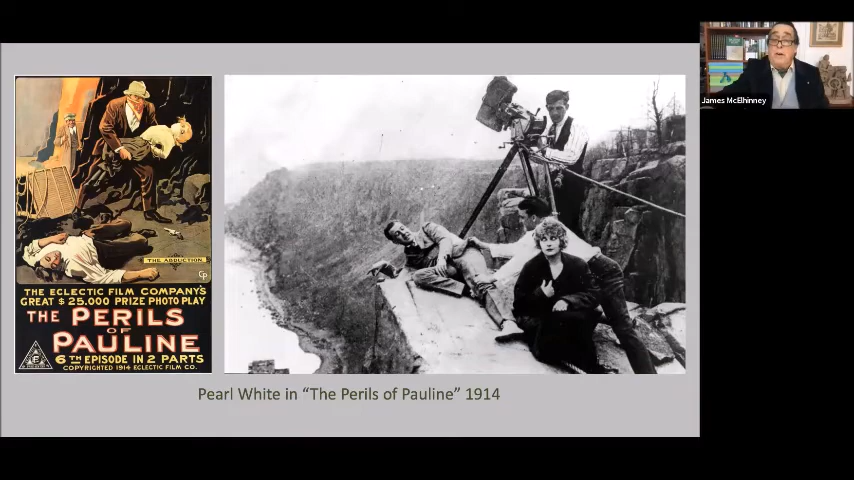 THE ABDUCTION
CP
THE ECLECTIC FILM COMPANY'S
GREAT $25,000 PRIZE PHOTO PLAY
THE PERILS
OF
PAULINE
E
6TH EPISODE IN 2 PARTS
COPYRIGHTED 1914 ECLECTIC FILM CO.
Pearl White in “The Perils of Pauline” 1914
James McElhinney